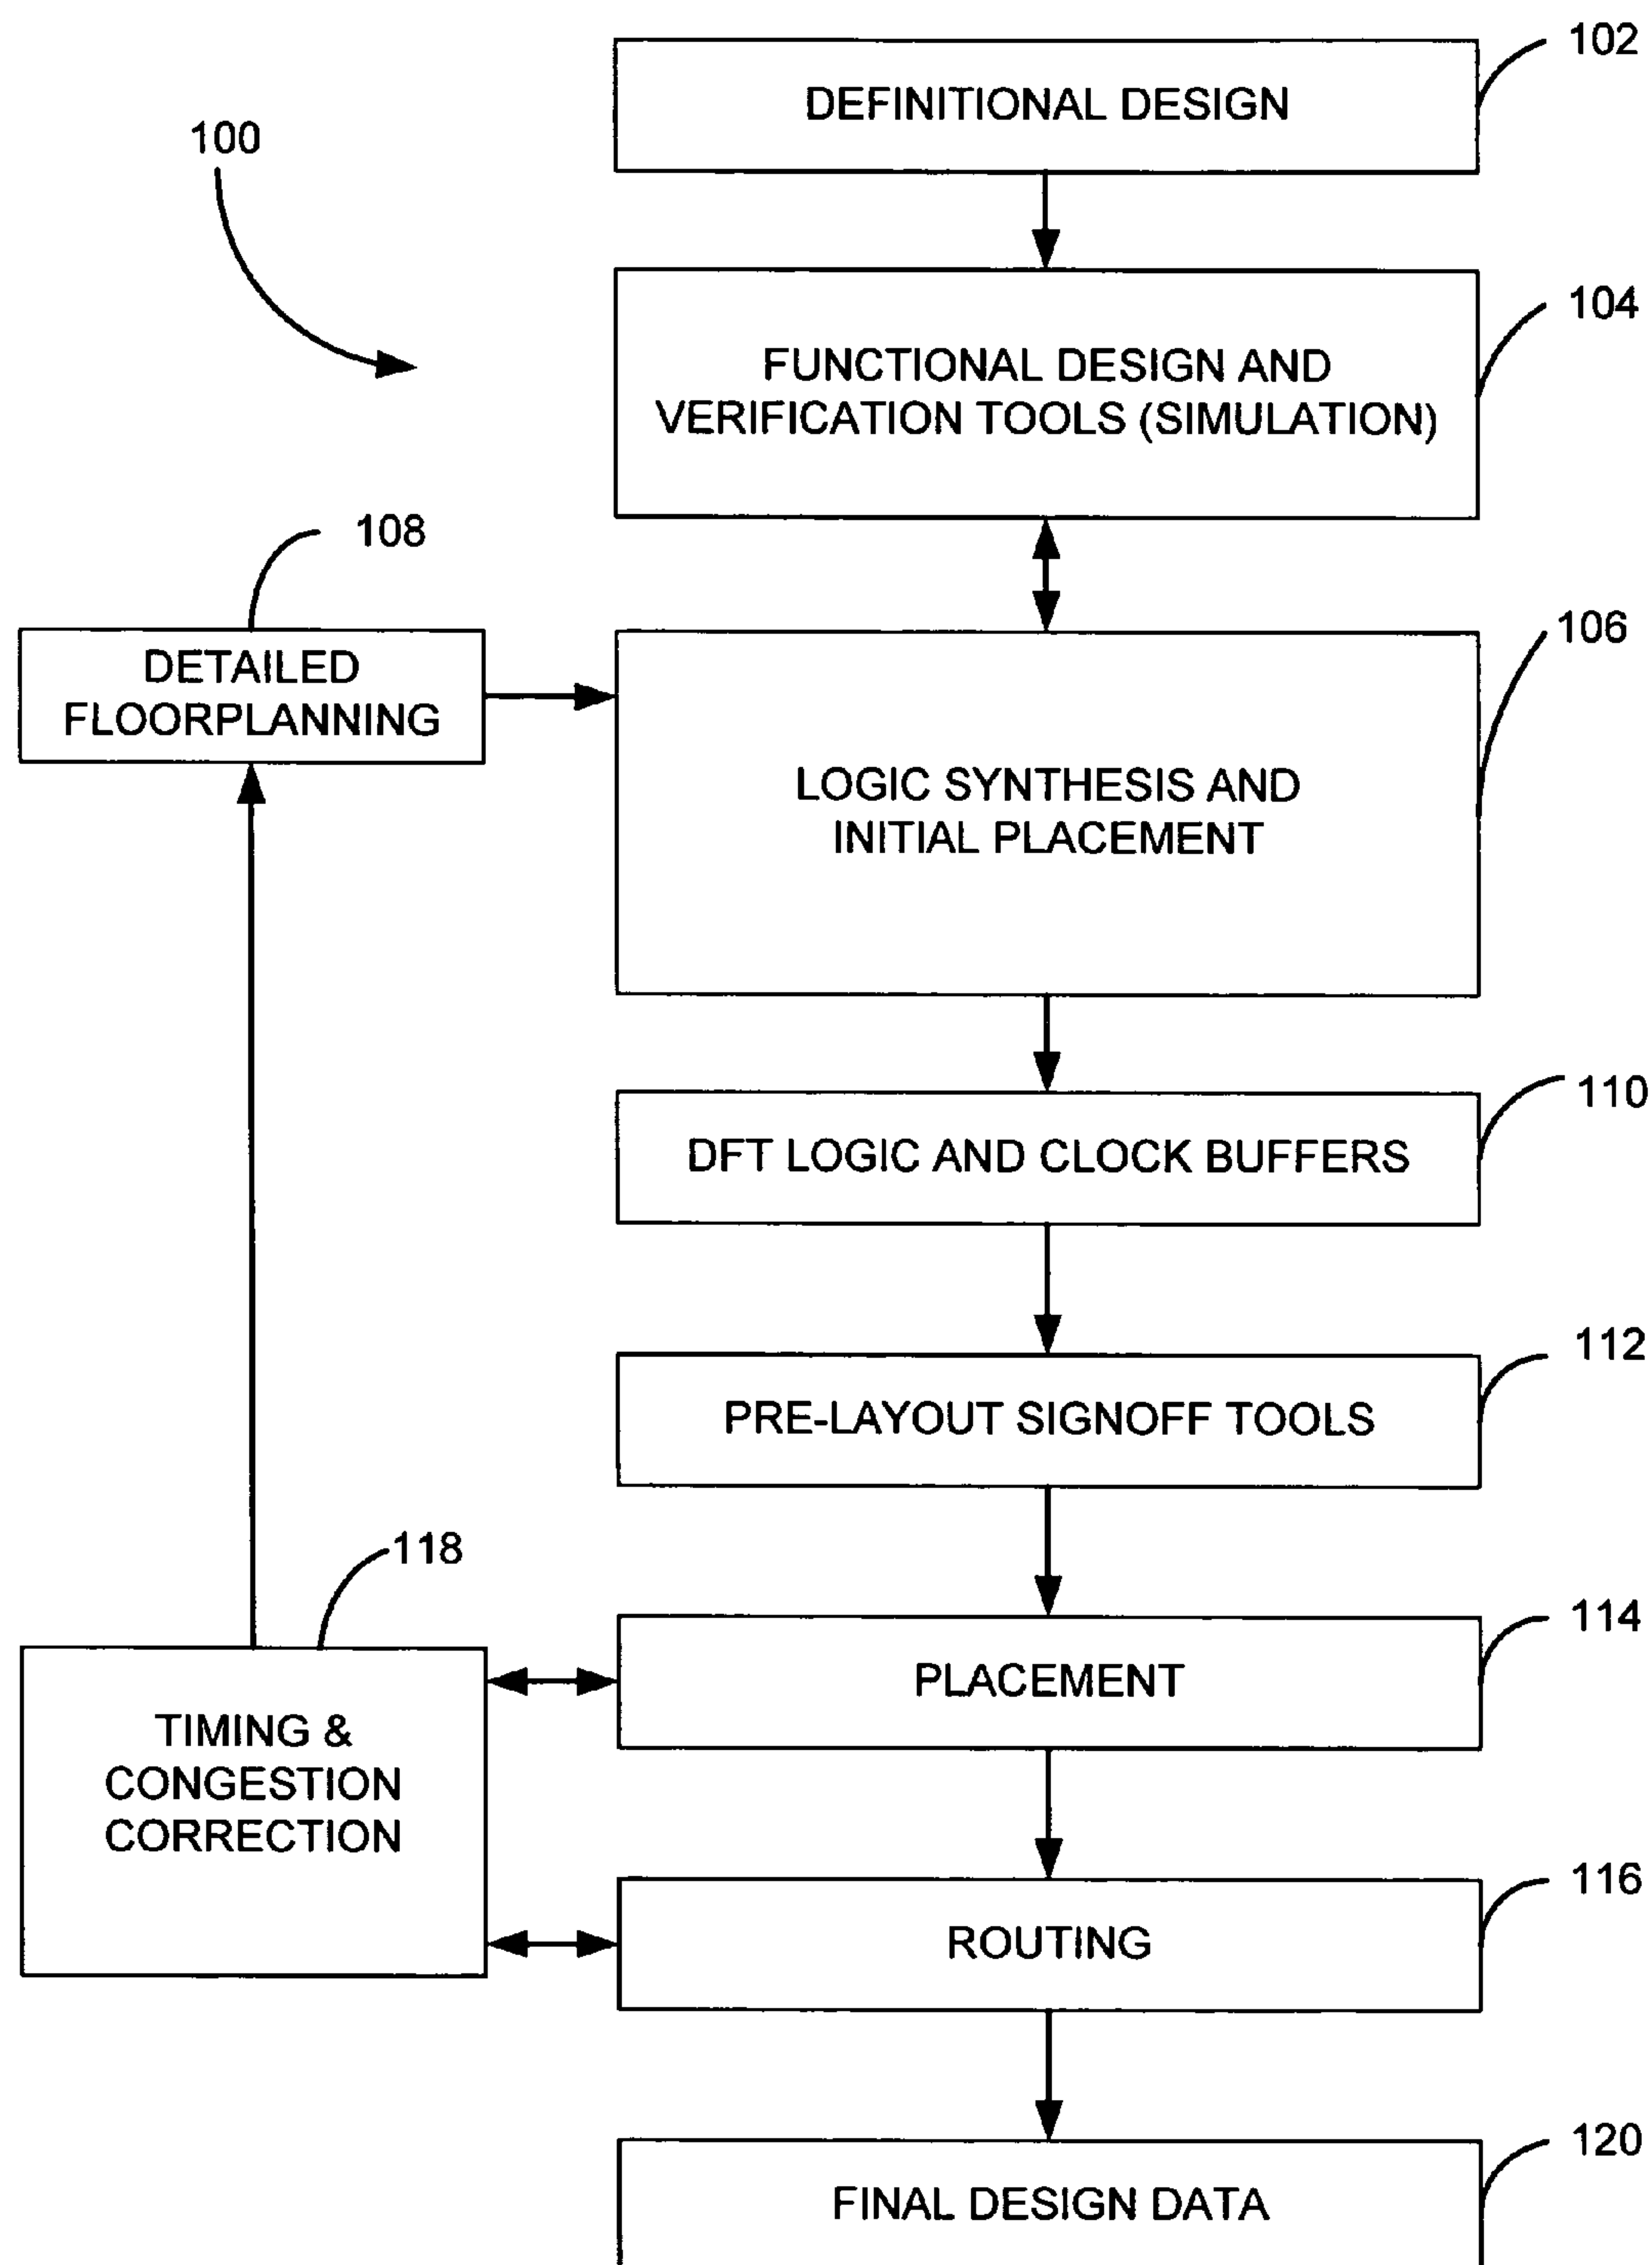 102
DEFINITIONAL DESIGN
100
104
FUNCTIONAL DESIGN AND
VERIFICATION TOOLS (SIMULATION)
108
106
DETAILED
FLOORPLANNING
LOGIC SYNTHESIS AND
INITIAL PLACEMENT
110
DFT LOGIC AND CLOCK BUFFERS
112
PRE-LAYOUT SIGNOFF TOOLS
118
114
PLACEMENT
TIMING &
CONGESTION
CORRECTION
116
ROUTING
120
FINAL DESIGN DATA